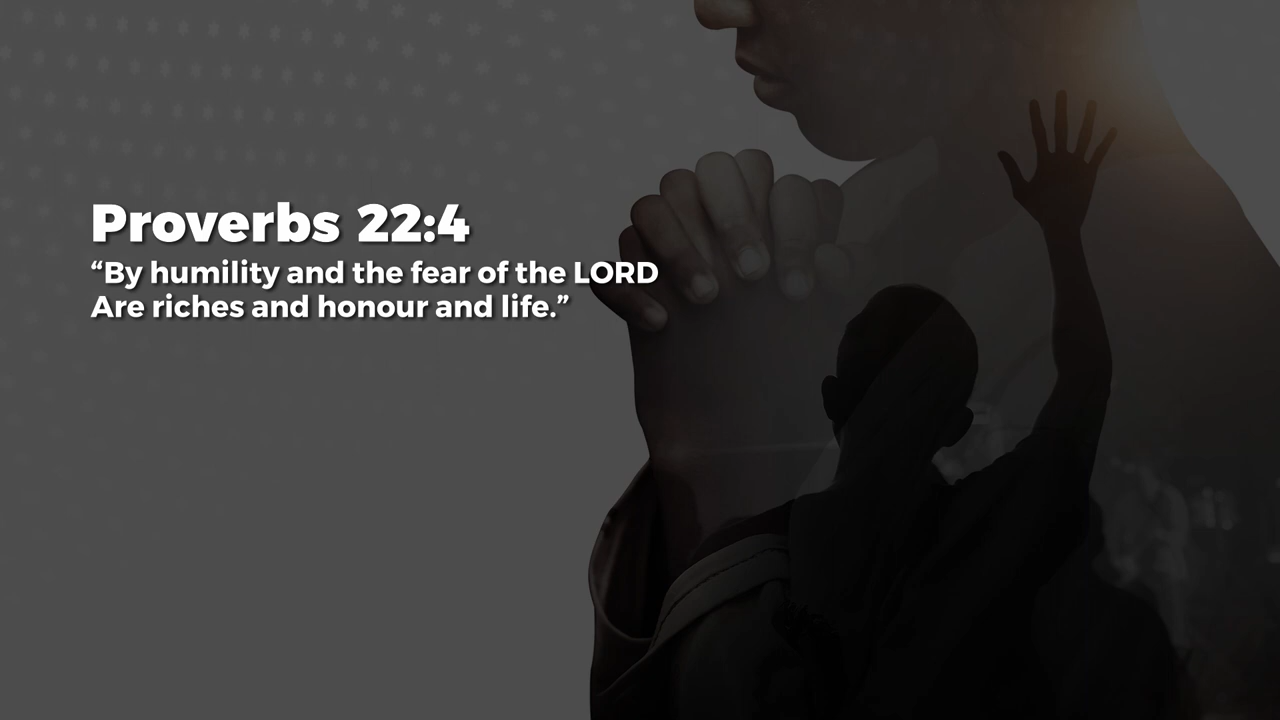 Proverbs 22:4
“By humility and the fear of the LORD
Are riches and honour and life.”